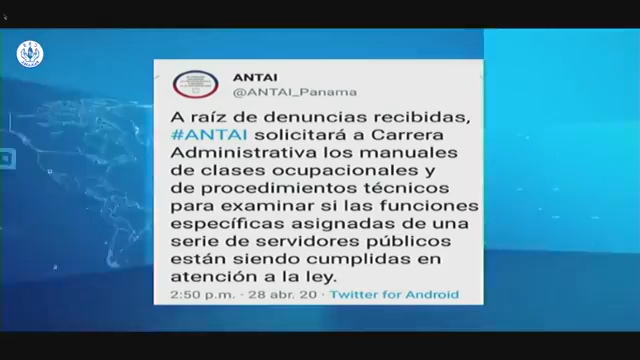 ANTAI
@ANTAI_Panama
A raíz de denuncias recibidas,
#ANTAI solicitará a Carrera
Administrativa los manuales
de clases ocupacionales y
de procedimientos técnicos
para examinar si las funciones
específicas asignadas de una
serie de servidores públicos
están siendo cumplidas en
atención a la ley.
2:50 p.m. · 28 abr. 20 · Twitter for Android